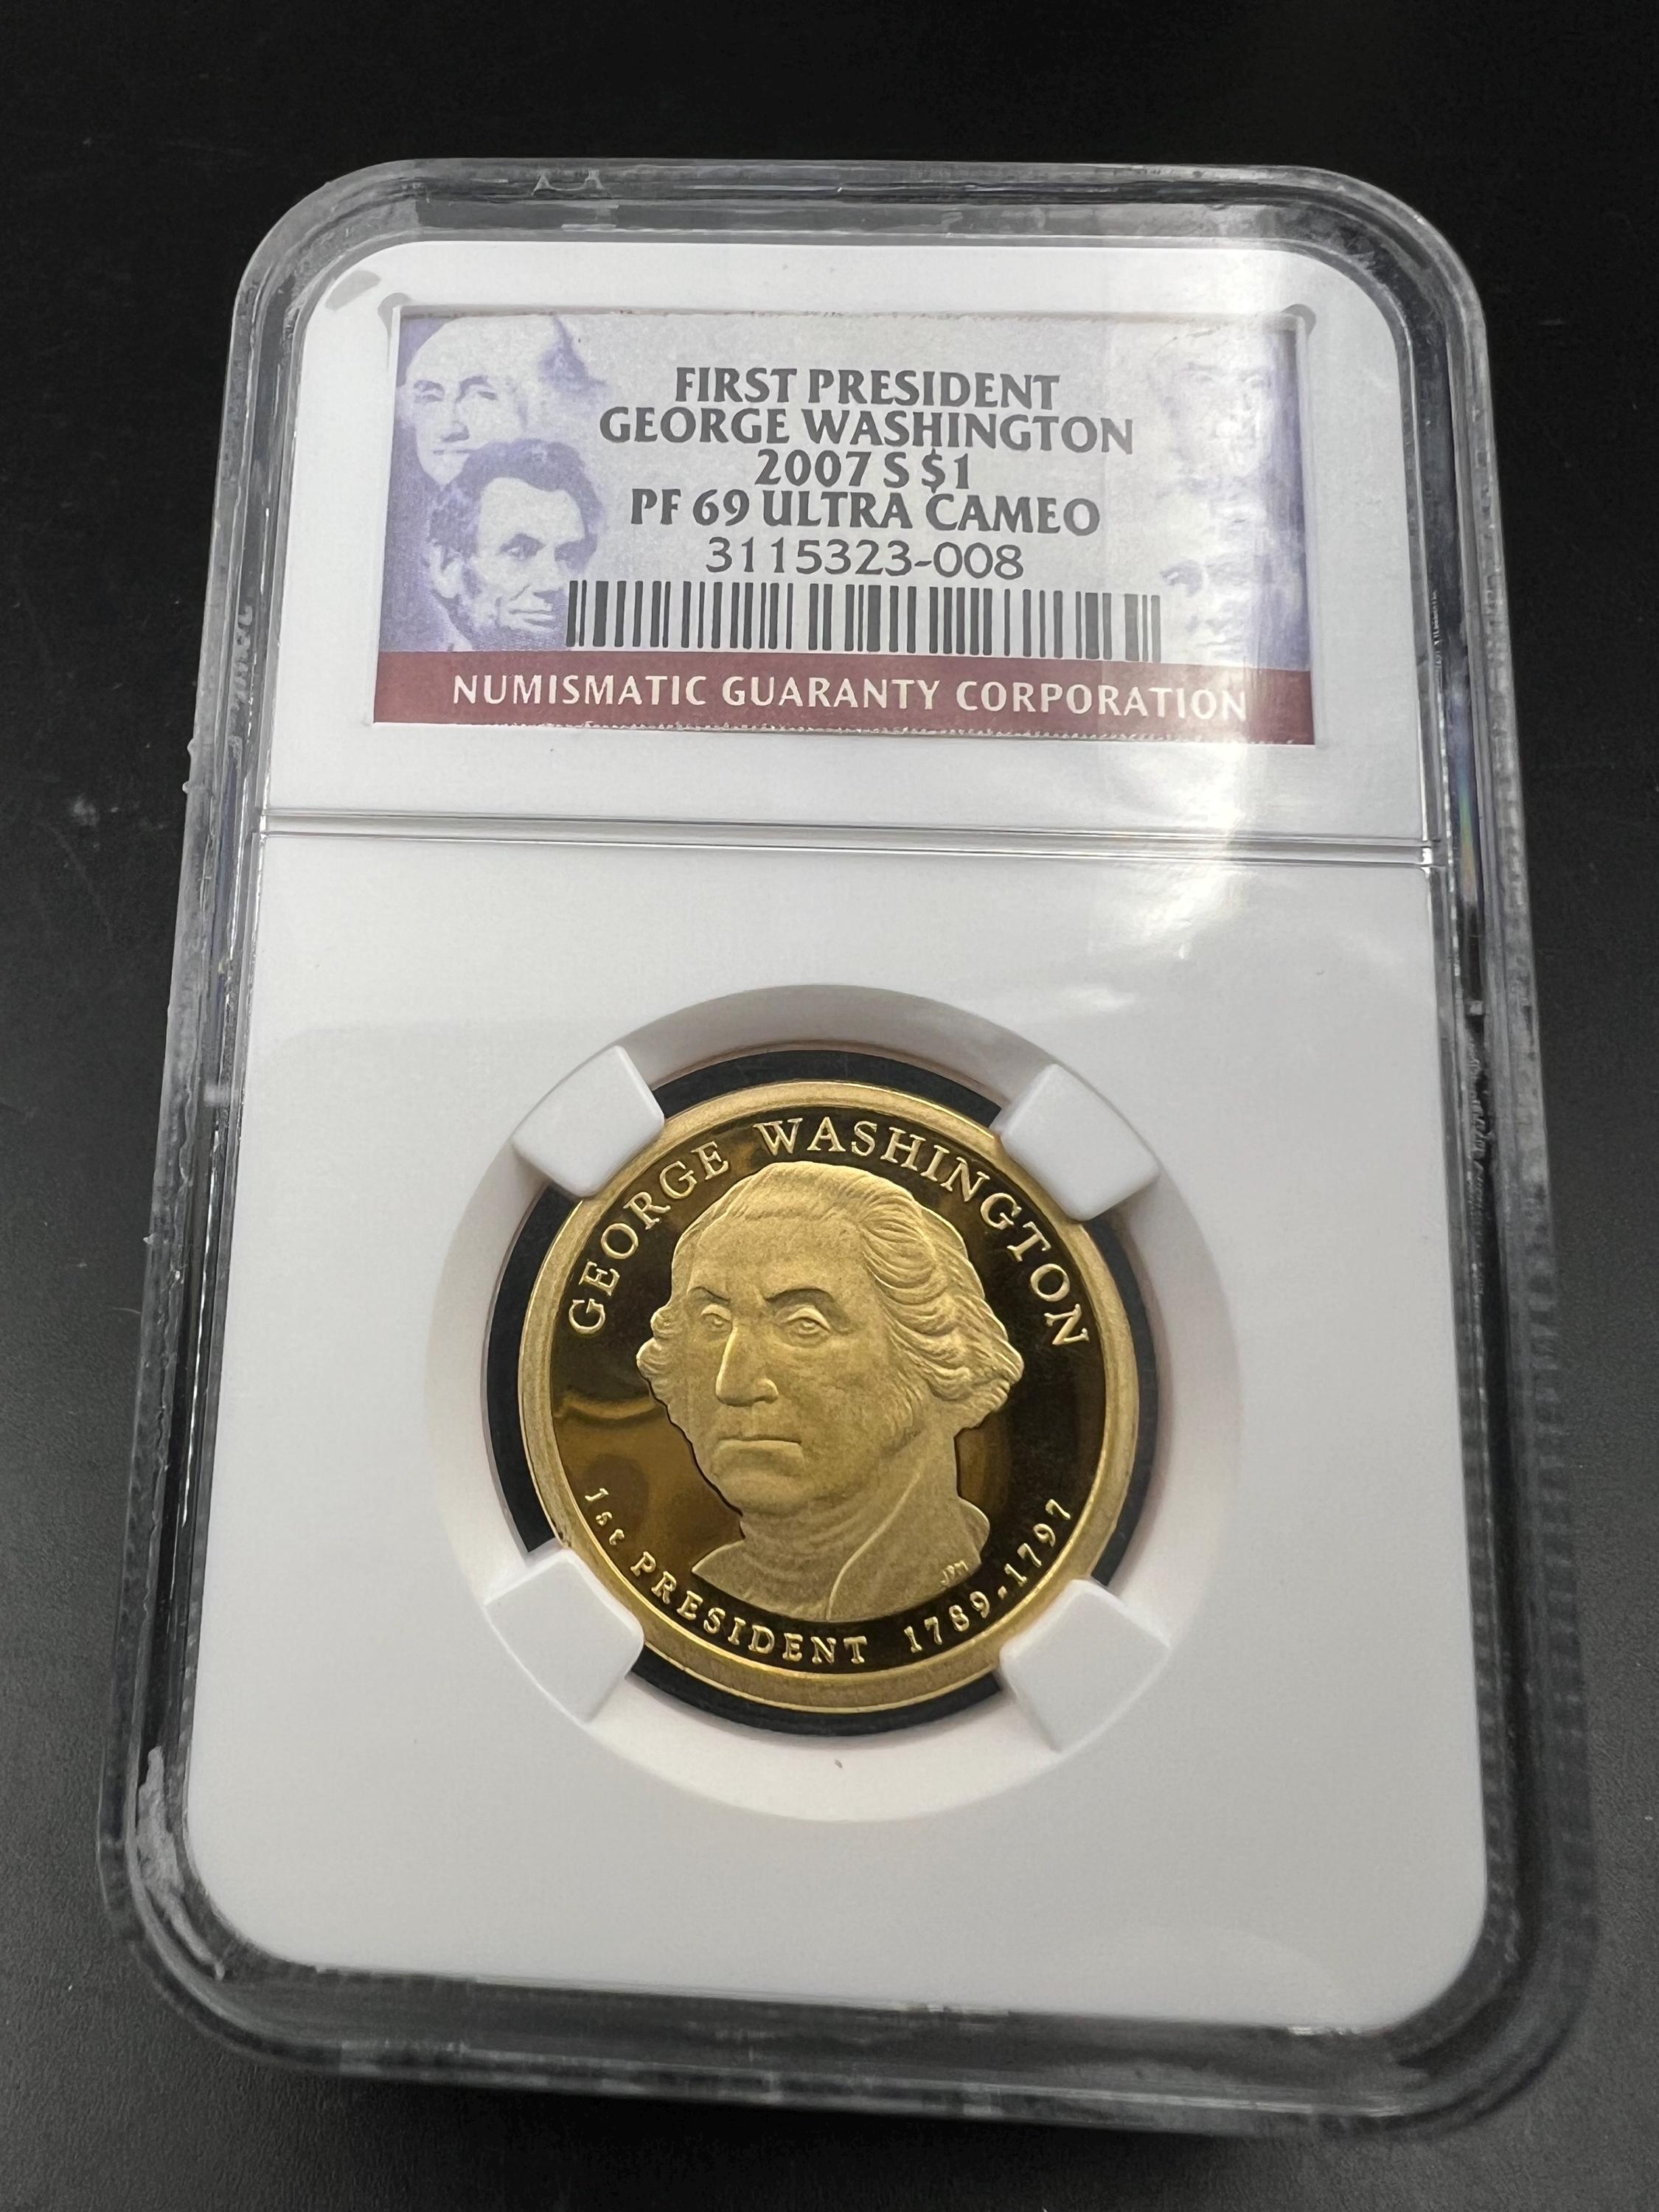 FIRST PRESIDENT
GEORGE WASHINGTON
2007 S $1
PF 69 ULTRA CAMEO
3115323-008
NUMISMATIC GUARANTY CORPORATION
GEORGE WASHINGTON
JFM
1st PRESIDENT 1789-1797